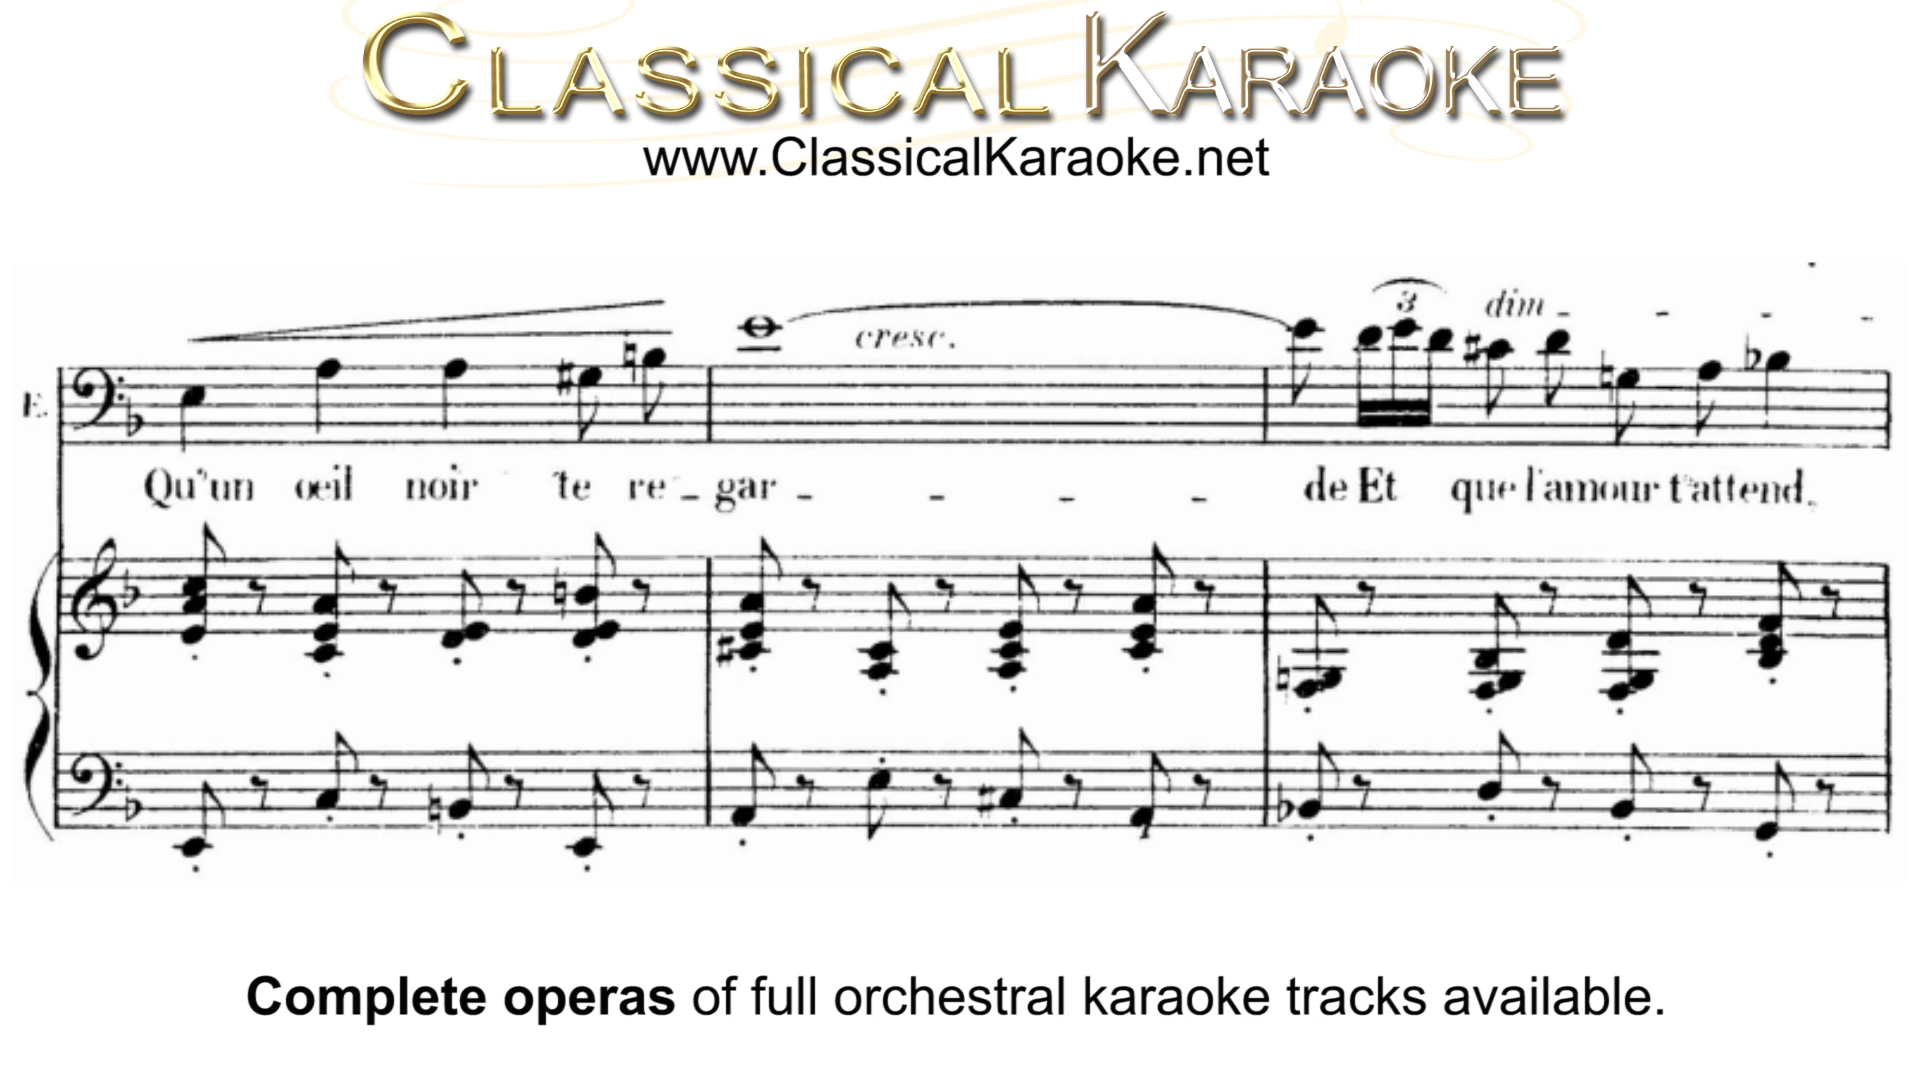 CLASSICAL KARAOKE
www.ClassicalKaraoke.net
3 dim - - - -
cresc.
E.
Qu'un oeil noir te re - gar - - - - de Et que l'amour t'attend.
Complete operas of full orchestral karaoke tracks available.